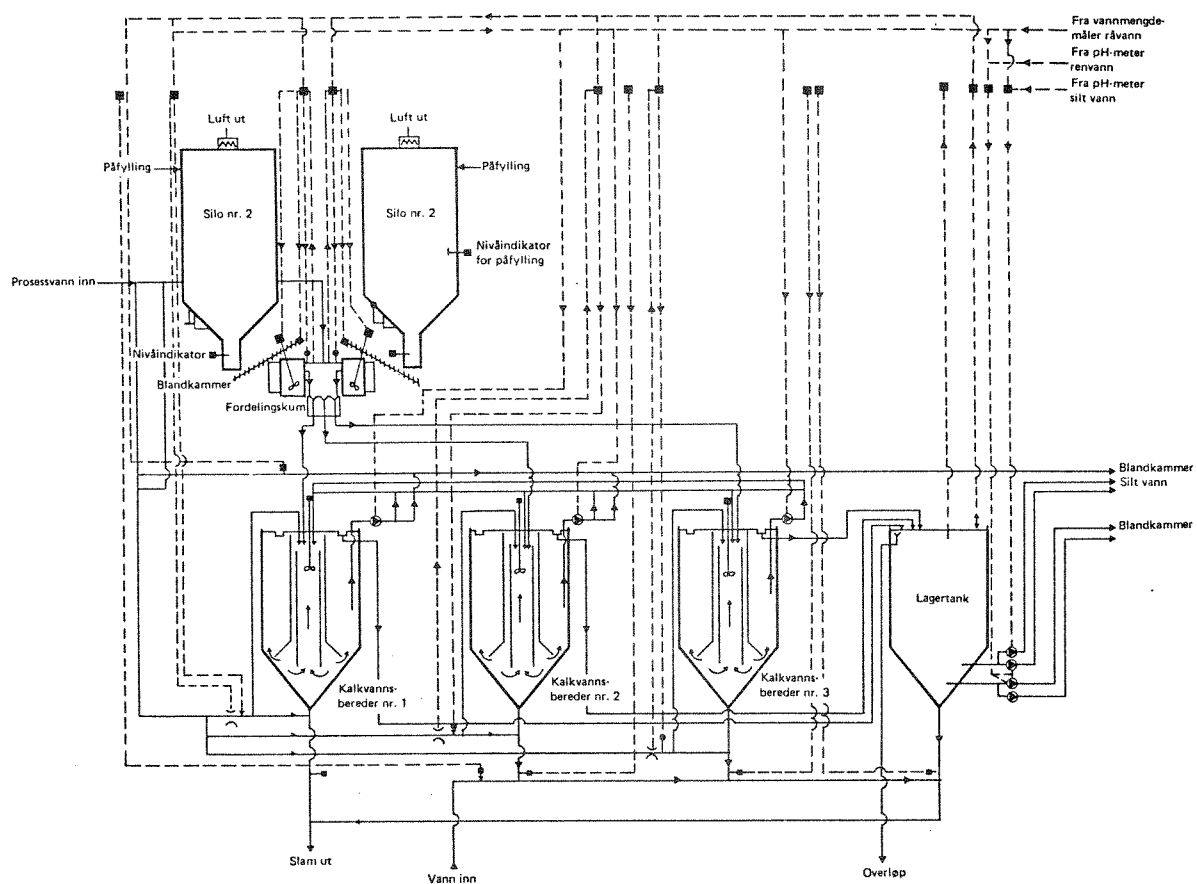 Fra vannmengde-
måler råvann
Fra pH-meter
renvann
Fra pH-meter
silt vann
Luft ut
Luft ut
Påfylling
Påfylling
Silo nr. 2
Silo nr. 2
Nivåindikator
for påfylling
Prosessvann inn
Nivåindikator
Blandkammer
Fordelingskum
Blandkammer
Silt vann
Blandkammer
Lagertank
Kalkvanns-
bereder nr. 1
Kalkvanns-
bereder nr. 2
Kalkvanns-
bereder nr. 3
Slam ut
Vann inn
Overløp